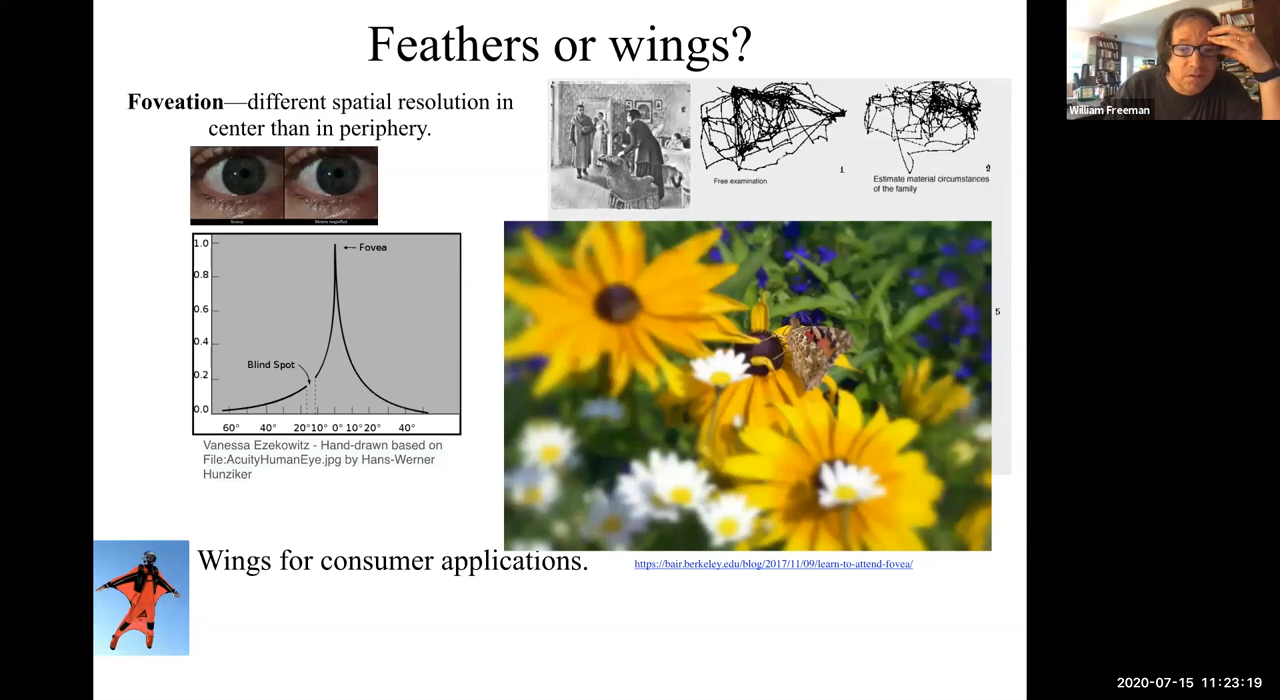 Feathers or wings?
Foveation—different spatial resolution in
center than in periphery.
Source
Motion magnified
1.0
0.8
0.6
0.4
0.2
0.0
Fovea
Blind Spot
60° 40° 20° 10° 0° 10° 20° 40°
Vanessa Ezekowitz - Hand-drawn based on
File:AcuityHumanEye.jpg by Hans-Werner
Hunziker
Free examination
1
Estimate material circumstances
of the family
2
5
Wings for consumer applications.
https://bair.berkeley.edu/blog/2017/11/09/learn-to-attend-fovea/
William Freeman
2020-07-15 11:23:19